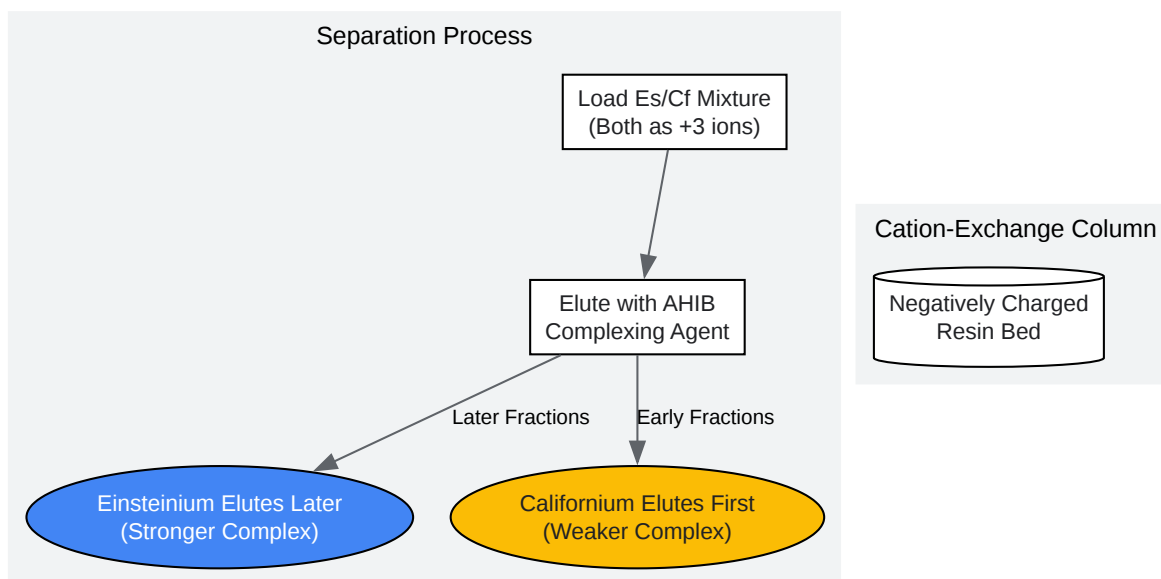 Separation Process
Load Es/Cf Mixture
(Both as +3 ions)
Elute with AHIB
Complexing Agent
Later Fractions
Early Fractions
Einsteinium Elutes Later
(Stronger Complex)
Californium Elutes First
(Weaker Complex)
Cation-Exchange Column
Negatively Charged
Resin Bed